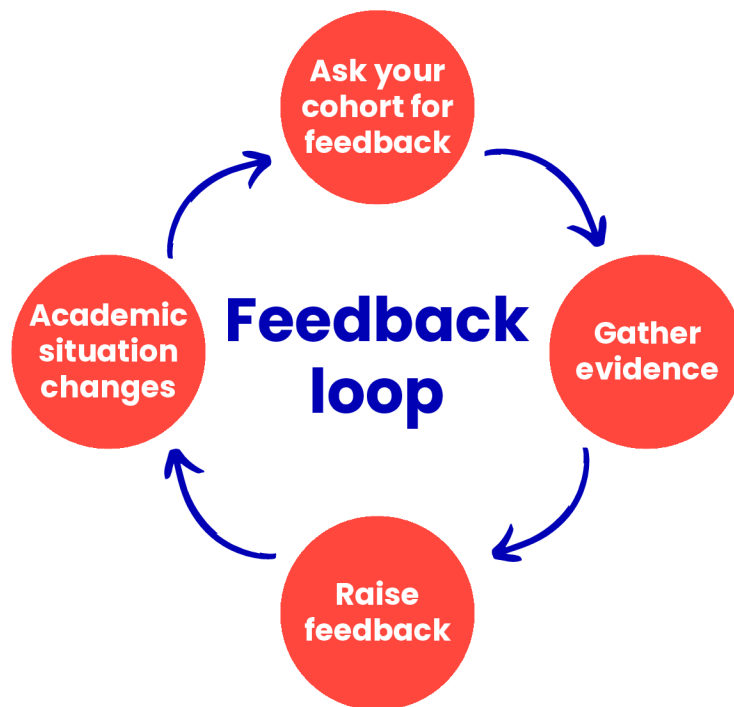 Ask your
cohort for
feedback
Gather
evidence
Raise
feedback
Academic
situation
changes
Feedback
loop